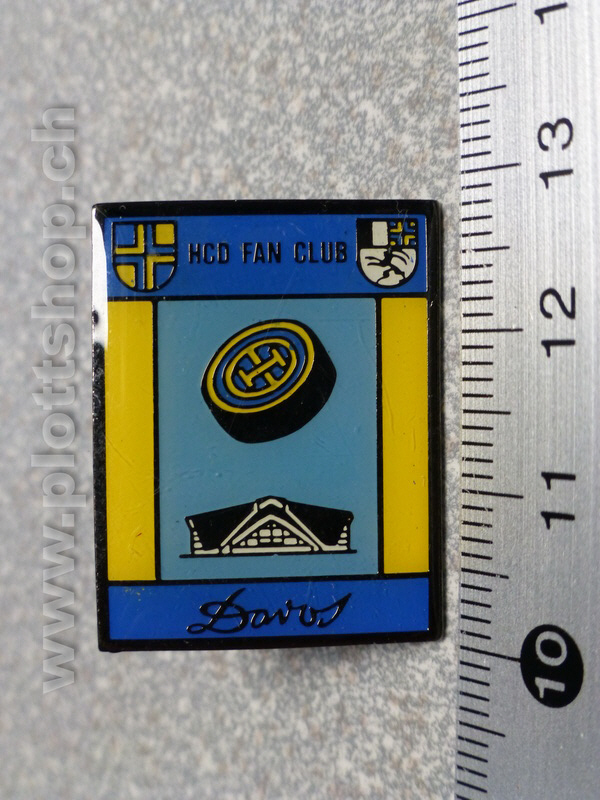 HCD FAN CLUB
Davos
www.plottshop.ch
13
12
11
10